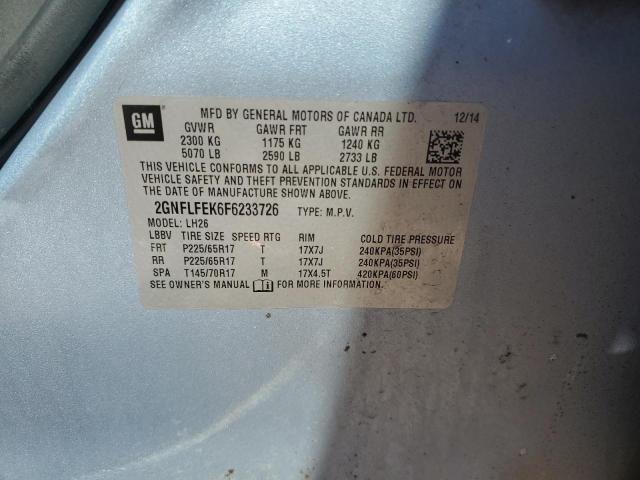 GM
MFD BY GENERAL MOTORS OF CANADA LTD. 12/14
GVWR GAWR FRT GAWR RR
2300 KG 1175 KG 1240 KG
5070 LB 2590 LB 2733 LB
THIS VEHICLE CONFORMS TO ALL APPLICABLE U.S. FEDERAL MOTOR
VEHICLE SAFETY AND THEFT PREVENTION STANDARDS IN EFFECT ON
THE DATE OF MANUFACTURE SHOWN ABOVE.
2GNFLFEK6F6233726 TYPE: M.P.V.
MODEL: LH26
LBBV TIRE SIZE SPEED RTG RIM COLD TIRE PRESSURE
FRT P225/65R17 T 17X7J 240KPA(35PSI)
RR P225/65R17 T 17X7J 240KPA(35PSI)
SPA T145/70R17 M 17X4.5T 420KPA(60PSI)
SEE OWNER'S MANUAL FOR MORE INFORMATION.